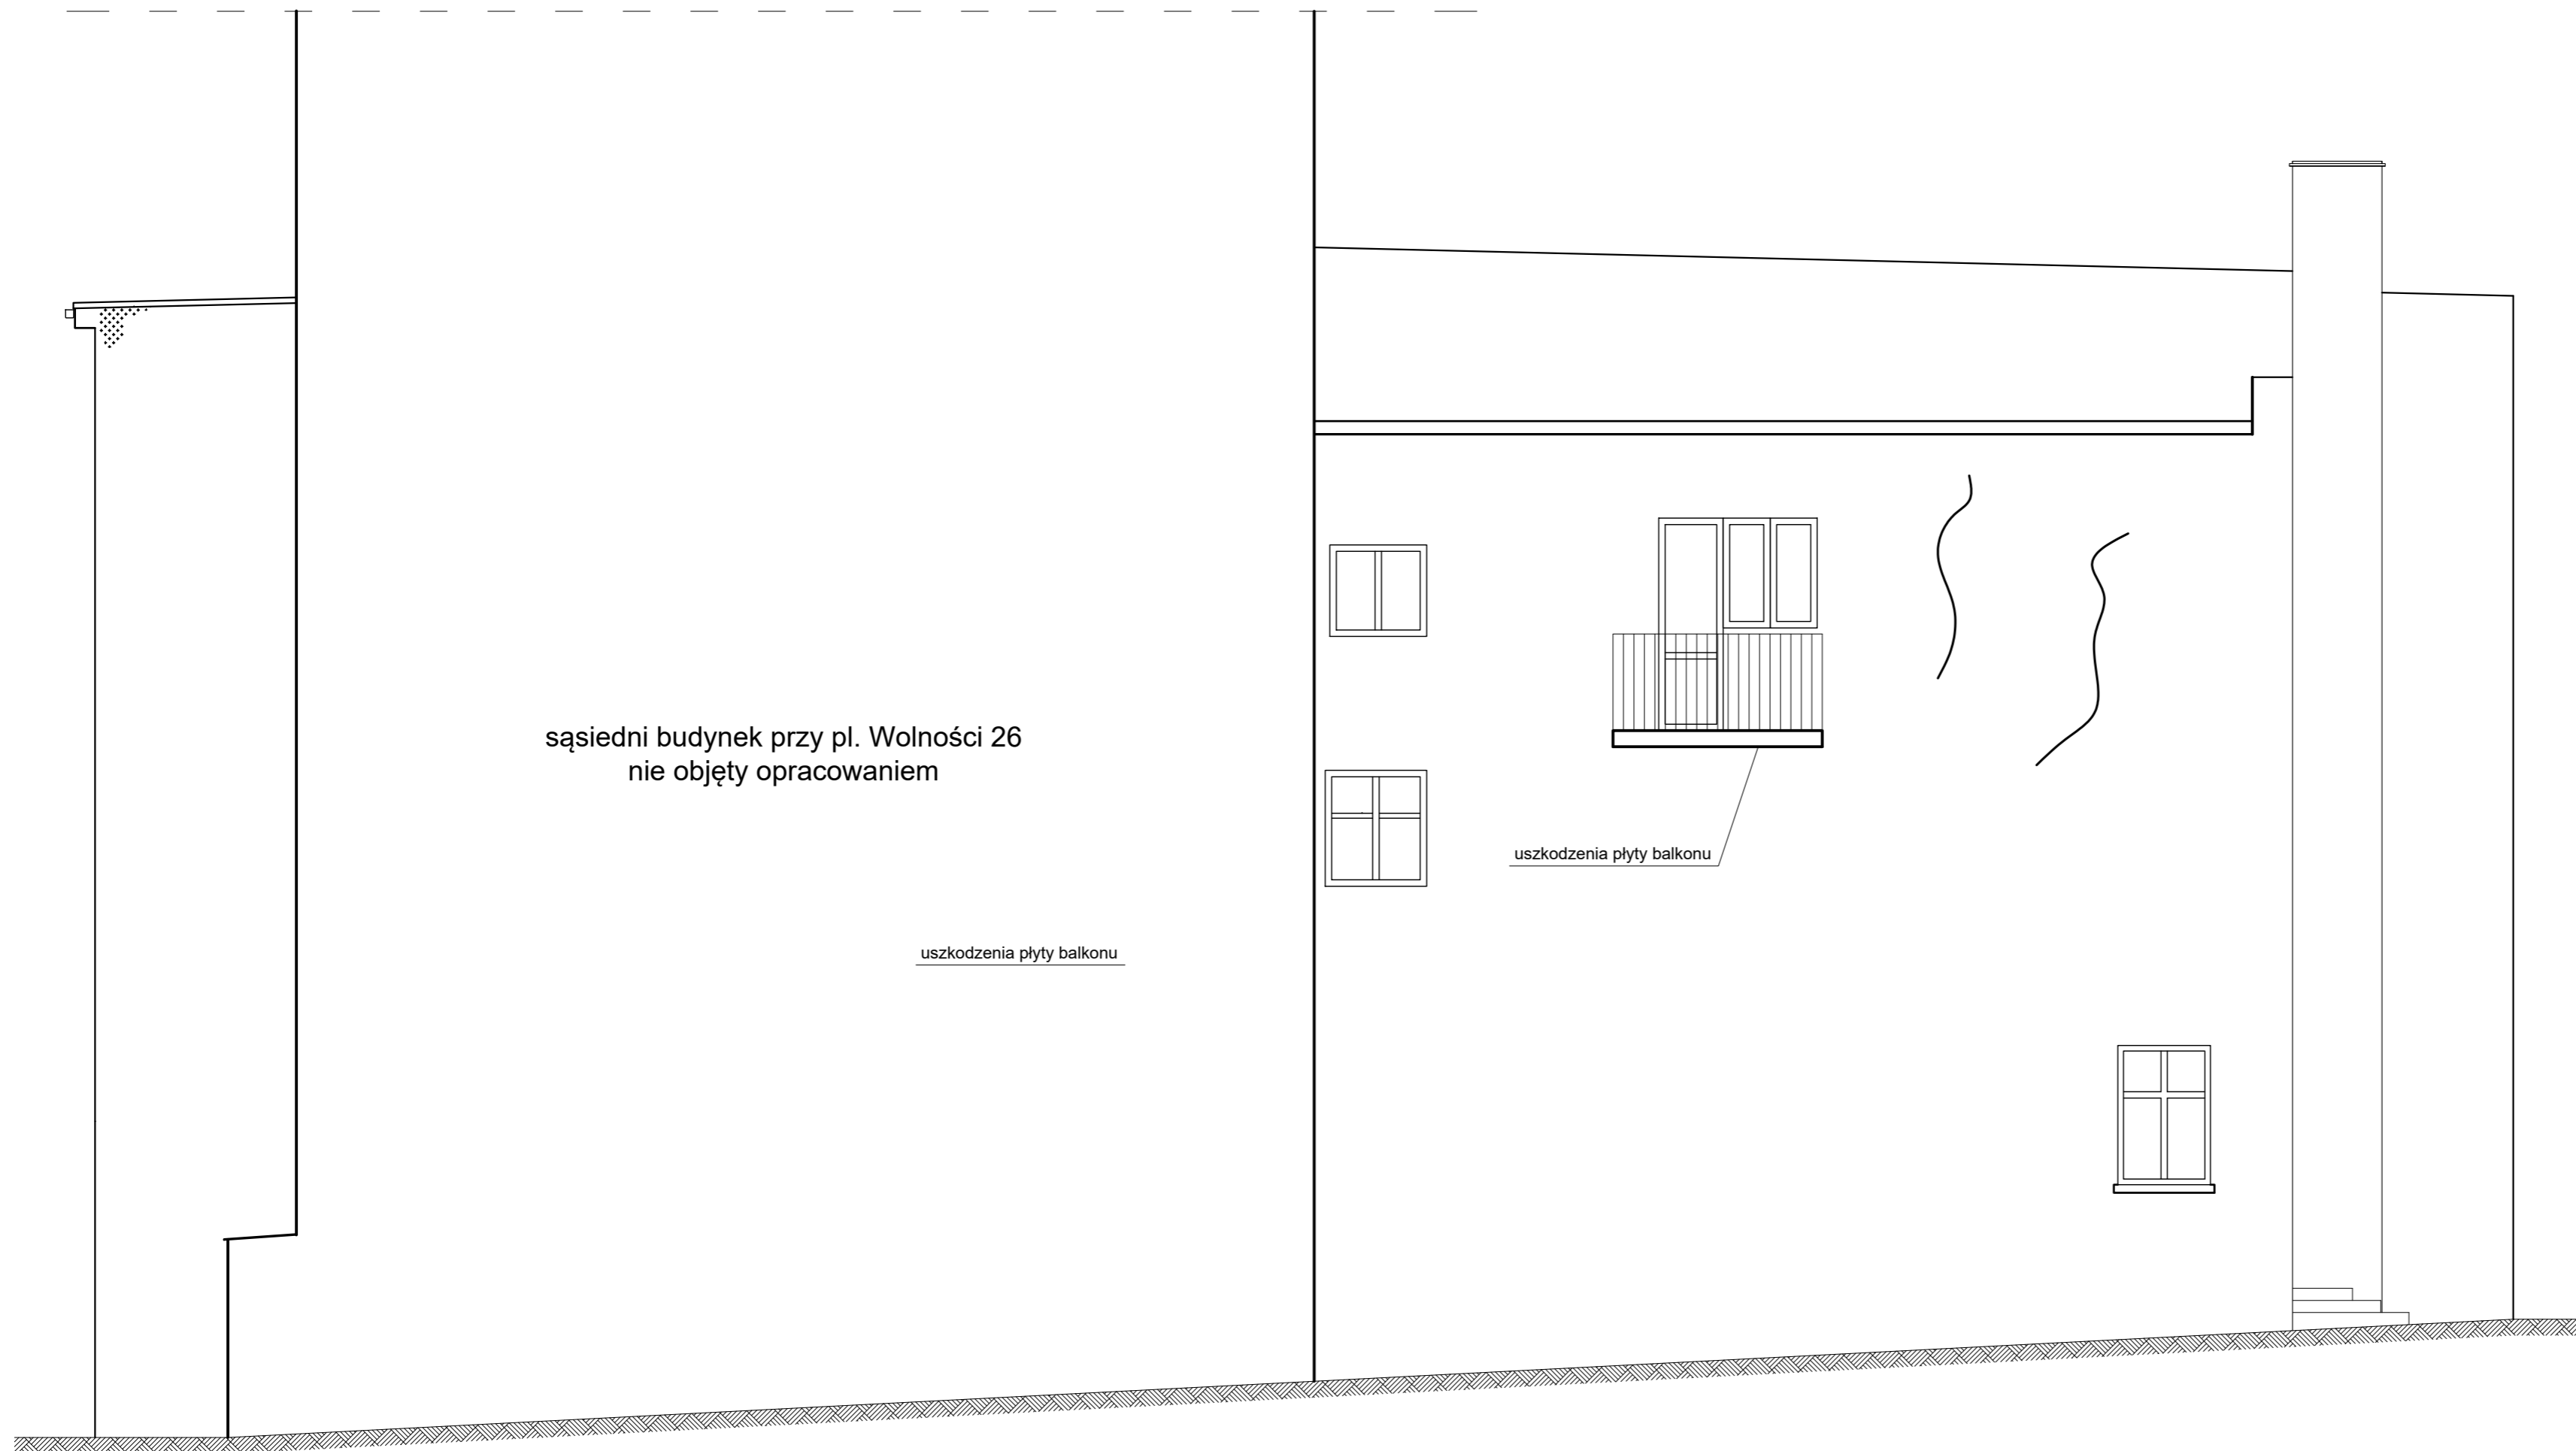 sąsiedni budynek przy pl. Wolności 26
nie objęty opracowaniem
uszkodzenia płyty balkonu
uszkodzenia płyty balkonu